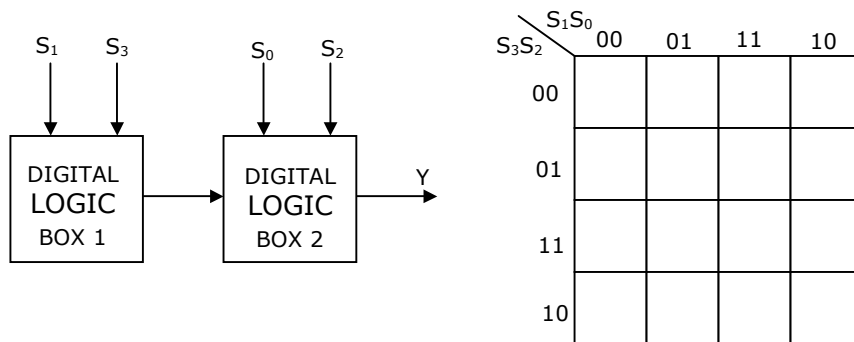 S₁ S₃ S₀ S₂
DIGITAL
LOGIC
BOX 1
DIGITAL
LOGIC
BOX 2
Y
S₁S₀
S₃S₂
00 01 11 10
00
01
11
10